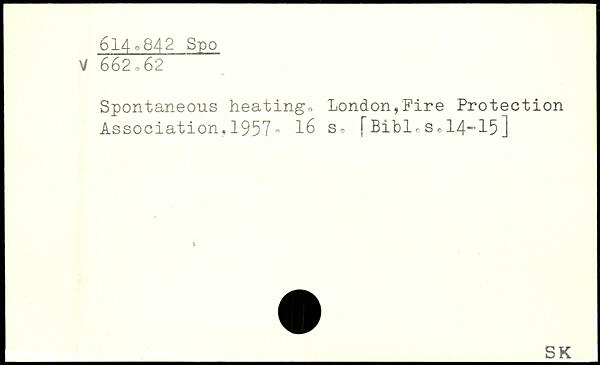 614.842 Spo
V 662.62
Spontaneous heating. London,Fire Protection
Association,1957. 16 s. [Bibl.s.14-15]
SK